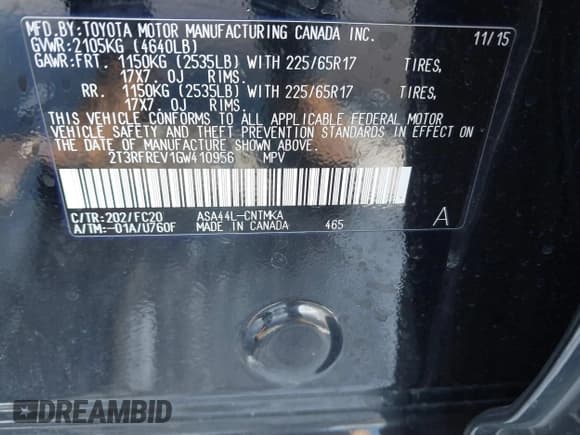 MFD.BY:TOYOTA MOTOR MANUFACTURING CANADA INC.
GVWR:2105KG (4640LB) 11/15
GAWR:FRT. 1150KG (2535LB) WITH 225/65R17 TIRES,
17X7.0J RIMS.
RR. 1150KG (2535LB) WITH 225/65R17 TIRES,
17X7.0J RIMS.
THIS VEHICLE CONFORMS TO ALL APPLICABLE FEDERAL MOTOR
VEHICLE SAFETY AND THEFT PREVENTION STANDARDS IN EFFECT ON
THE DATE OF MANUFACTURE SHOWN ABOVE.
2T3RFREV1GW410956 MPV
C/TR:202/FC20 ASA44L-CNTMKA
A/TM:-01A/U760F MADE IN CANADA 465 A
DREAMBID